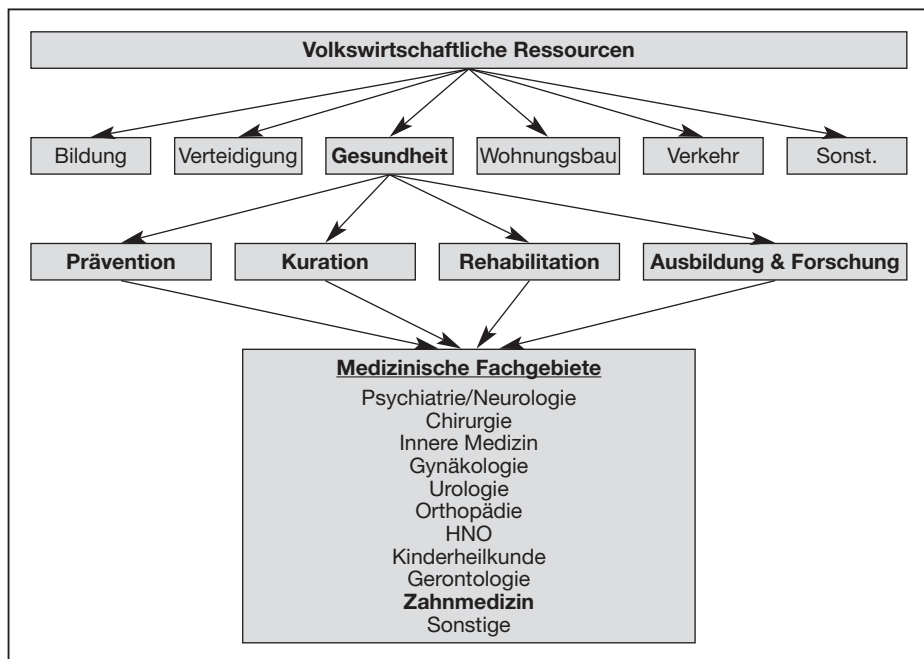 Volkswirtschaftliche Ressourcen
Bildung Verteidigung Gesundheit Wohnungsbau Verkehr Sonst.
Prävention Kuration Rehabilitation Ausbildung & Forschung
Medizinische Fachgebiete
Psychiatrie/Neurologie
Chirurgie
Innere Medizin
Gynäkologie
Urologie
Orthopädie
HNO
Kinderheilkunde
Gerontologie
Zahnmedizin
Sonstige